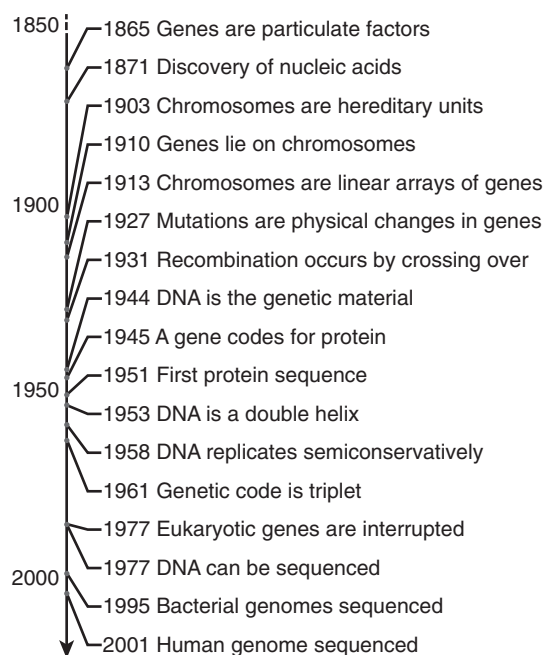 1850
1865 Genes are particulate factors
1871 Discovery of nucleic acids
1903 Chromosomes are hereditary units
1910 Genes lie on chromosomes
1913 Chromosomes are linear arrays of genes
1900
1927 Mutations are physical changes in genes
1931 Recombination occurs by crossing over
1944 DNA is the genetic material
1945 A gene codes for protein
1951 First protein sequence
1950
1953 DNA is a double helix
1958 DNA replicates semiconservatively
1961 Genetic code is triplet
1977 Eukaryotic genes are interrupted
1977 DNA can be sequenced
2000
1995 Bacterial genomes sequenced
2001 Human genome sequenced